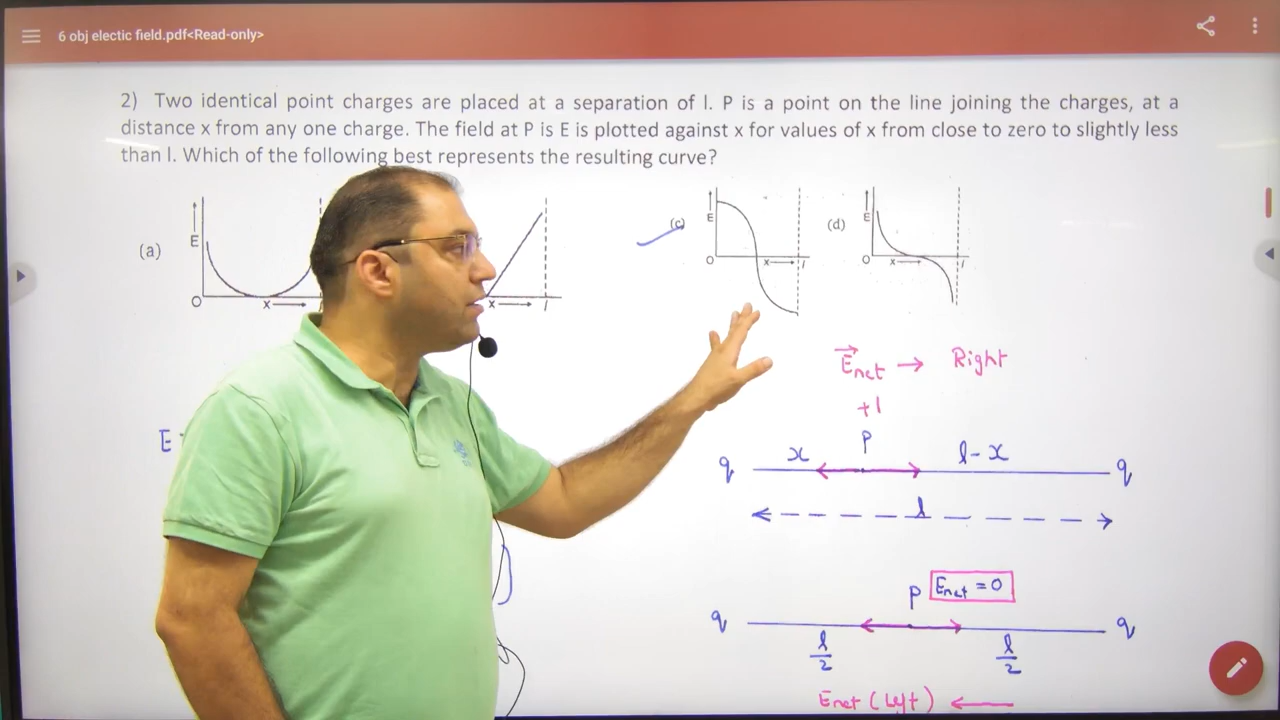 6 obj electic field.pdf<Read-only>
2) Two identical point charges are placed at a separation of l. P is a point on the line joining the charges, at a
distance x from any one charge. The field at P is E is plotted against x for values of x from close to zero to slightly less
than l. Which of the following best represents the resulting curve?
(a)
E
O
x
x
l
(c)
E
O
x
l
(d)
E
O
x
l
E⃗net → Right
+1
P
q x l-x q
l
E
P Enet = 0
q q
l/2 l/2
Enet (Left) ←